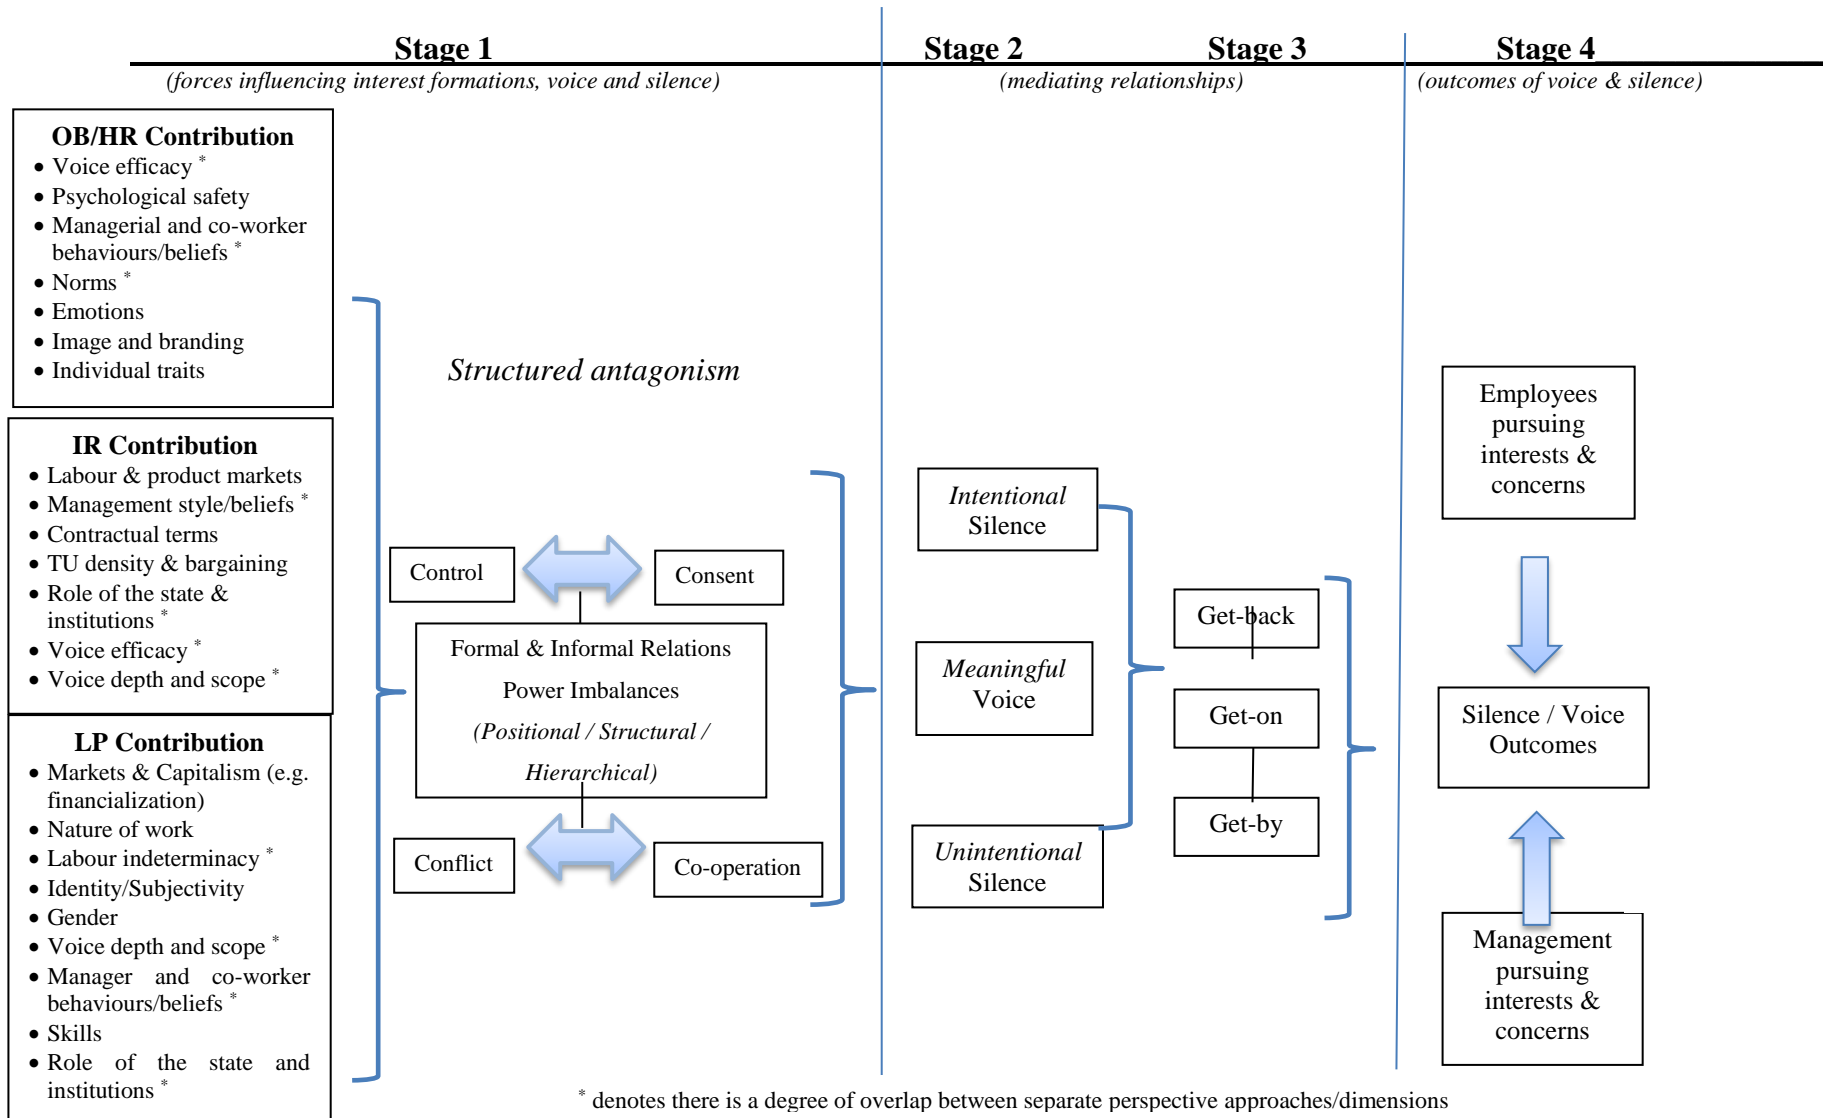 Stage 1
Stage 2
Stage 3
Stage 4
(forces influencing interest formations, voice and silence)
(mediating relationships)
(outcomes of voice & silence)
OB/HR Contribution
• Voice efficacy *
• Psychological safety
• Managerial and co-worker
behaviours/beliefs *
• Norms *
• Emotions
• Image and branding
• Individual traits
IR Contribution
• Labour & product markets
• Management style/beliefs *
• Contractual terms
• TU density & bargaining
• Role of the state &
institutions *
• Voice efficacy *
• Voice depth and scope *
LP Contribution
• Markets & Capitalism (e.g.
financialization)
• Nature of work
• Labour indeterminacy *
• Identity/Subjectivity
• Gender
• Voice depth and scope *
• Manager and co-worker
behaviours/beliefs *
• Skills
• Role of the state and
institutions *
Structured antagonism
Control
Consent
Formal & Informal Relations
Power Imbalances
(Positional / Structural /
Hierarchical)
Conflict
Co-operation
Intentional
Silence
Meaningful
Voice
Unintentional
Silence
Get-back
Get-on
Get-by
Employees
pursuing
interests &
concerns
Silence / Voice
Outcomes
Management
pursuing
interests &
concerns
* denotes there is a degree of overlap between separate perspective approaches/dimensions